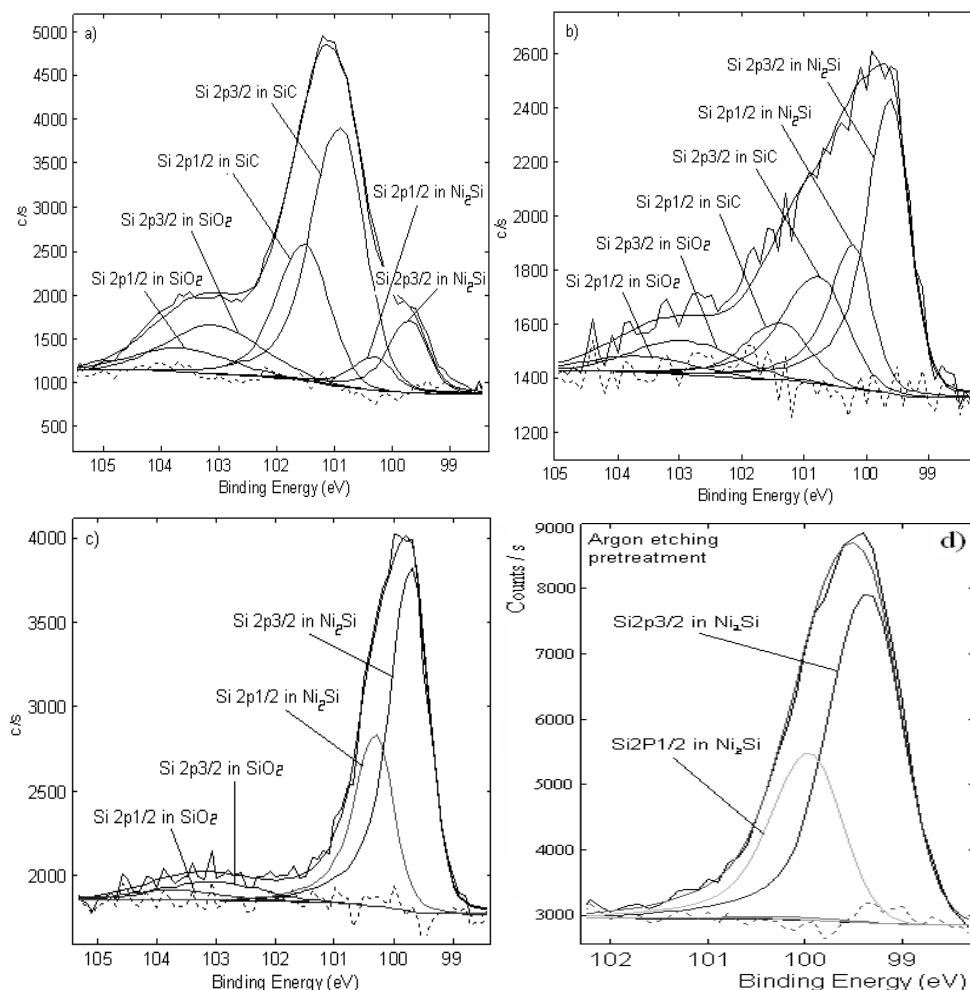 a)
5000
4500
4000
3500
3000
2500
2000
1500
1000
500
c/s
Si 2p3/2 in SiC
Si 2p1/2 in SiC
Si 2p3/2 in SiO2
Si 2p1/2 in SiO2
Si 2p1/2 in Ni2Si
Si 2p3/2 in Ni2Si
105 104 103 102 101 100 99
Binding Energy (eV)
b)
2600
2400
2200
2000
1800
1600
1400
1200
c/s
Si 2p3/2 in Ni2Si
Si 2p1/2 in Ni2Si
Si 2p3/2 in SiC
Si 2p1/2 in SiC
Si 2p3/2 in SiO2
Si 2p1/2 in SiO2
105 104 103 102 101 100 99
Binding Energy (eV)
c)
4000
3500
3000
2500
2000
c/s
Si 2p3/2 in Ni2Si
Si 2p1/2 in Ni2Si
Si 2p3/2 in SiO2
Si 2p1/2 in SiO2
105 104 103 102 101 100 99
Binding Energy (eV)
d)
Argon etching
pretreatment
9000
8000
7000
6000
5000
4000
3000
Counts / s
Si2p3/2 in Ni2Si
Si2P1/2 in Ni2Si
102 101 100 99
Binding Energy (eV)